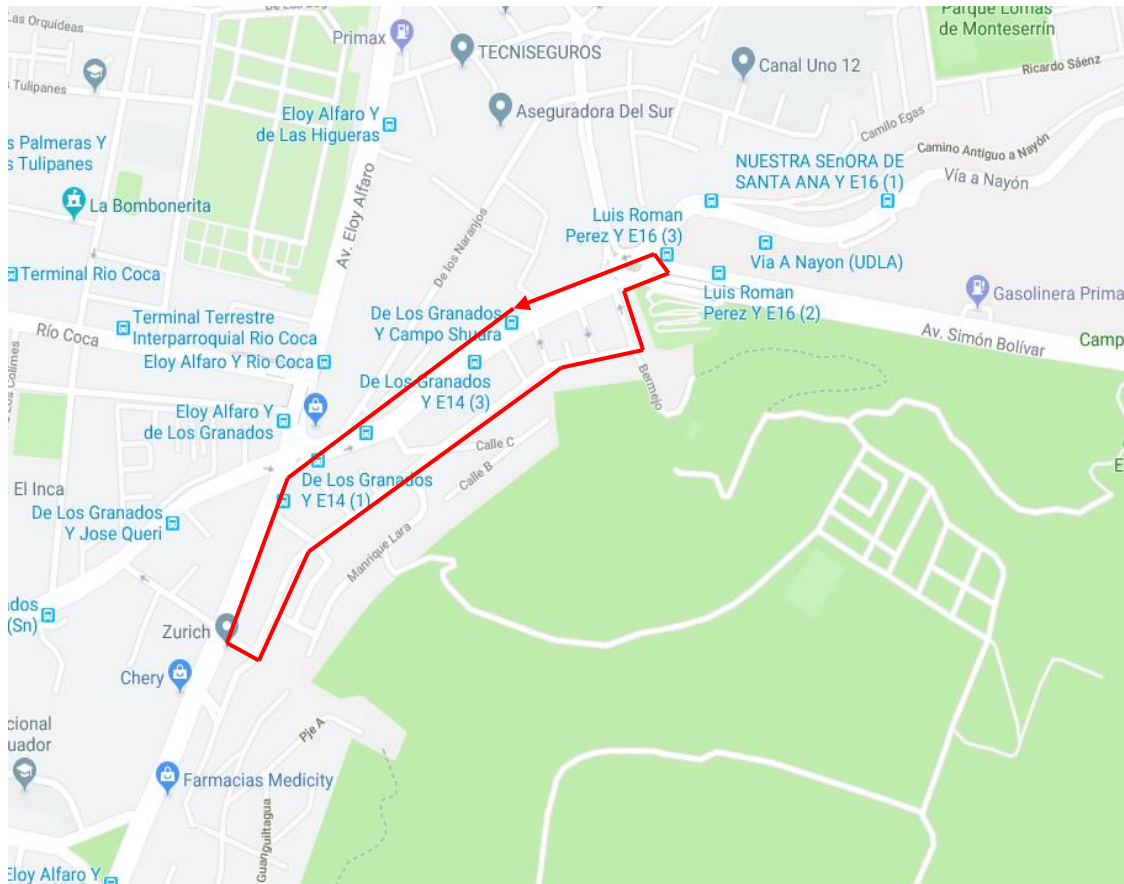 De Las
Las Orquideas
Primax
TECNISEGUROS
Parque Lomas
de Monteserrín
Canal Uno 12
Ricardo Sáenz
Tulipanes
Eloy Alfaro Y
de Las Higueras
Aseguradora Del Sur
Camilo Egas
Camino Antiguo a Nayón
s Palmeras Y
s Tulipanes
NUESTRA SEnORA DE
SANTA ANA Y E16 (1)
Vía a Nayón
La Bombonerita
Av. Eloy Alfaro
De los Naranjos
Luis Roman
Perez Y E16 (3)
Via A Nayon (UDLA)
Terminal Rio Coca
Luis Roman
Perez Y E16 (2)
Gasolinera Prima
Terminal Terrestre
Interparroquial Rio Coca
De Los Granados
Y Campo Shuara
Río Coca
Av. Simón Bolívar
Camp
Eloy Alfaro Y Rio Coca
De Los Granados
Y E14 (3)
Bermejo
De Los Colimes
Eloy Alfaro Y
de Los Granados
Calle C
Calle B
E
El Inca
De Los Granados
Y E14 (1)
De Los Granados
Y Jose Queri
Manrique Lara
ados
(Sn)
Zurich
Chery
cional
uador
Pje A
Farmacias Medicity
Guanguiltagua
Eloy Alfaro Y